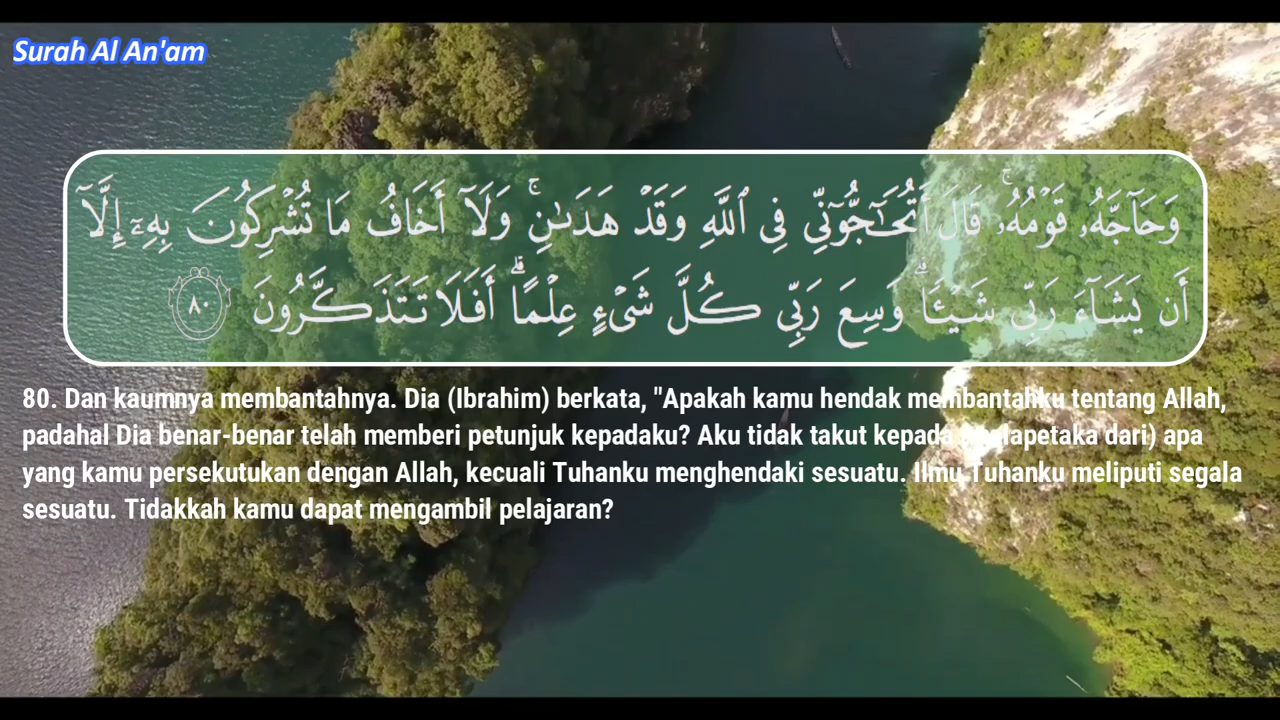 Surah Al An'am
وَحَآجَّهُۥ قَوْمُهُۥ ۚ قَالَ أَتُحَـٰٓجُّوٓنِّى فِى ٱللَّهِ وَقَدْ هَدَىٰنِ ۚ وَلَآ أَخَافُ مَا تُشْرِكُونَ بِهِۦٓ إِلَّآ
أَن يَشَآءَ رَبِّى شَيْـًٔا ۗ وَسِعَ رَبِّى كُلَّ شَىْءٍ عِلْمًا ۗ أَفَلَا تَتَذَكَّرُونَ ٨٠
80. Dan kaumnya membantahnya. Dia (Ibrahim) berkata, "Apakah kamu hendak membantahku tentang Allah,
padahal Dia benar-benar telah memberi petunjuk kepadaku? Aku tidak takut kepada (malapetaka dari) apa
yang kamu persekutukan dengan Allah, kecuali Tuhanku menghendaki sesuatu. Ilmu Tuhanku meliputi segala
sesuatu. Tidakkah kamu dapat mengambil pelajaran?